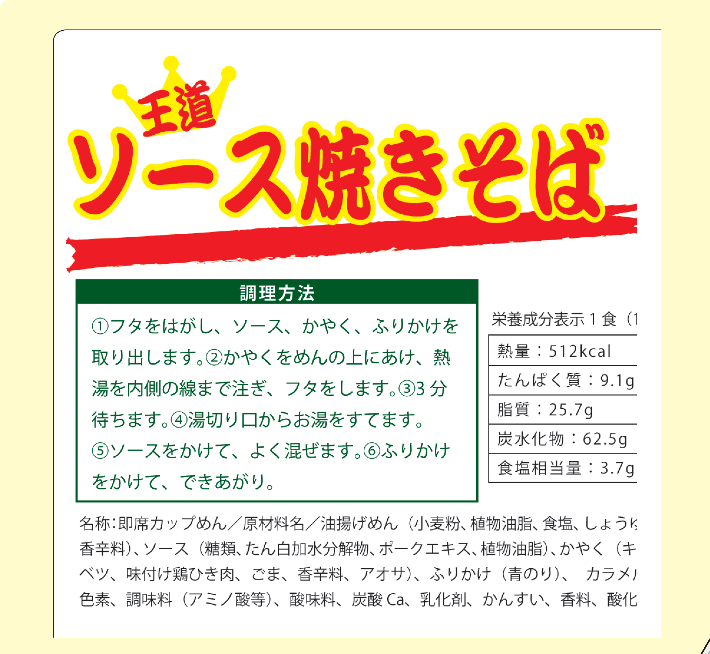 王道
ソース焼きそば
調理方法
①フタをはがし、ソース、かやく、ふりかけを
取り出します。②かやくをめんの上にあけ、熱
湯を内側の線まで注ぎ、フタをします。③3分
待ちます。④湯切り口からお湯をすてます。
⑤ソースをかけて、よく混ぜます。⑥ふりかけ
をかけて、できあがり。
栄養成分表示1食（1
熱量：512kcal
たんぱく質：9.1g
脂質：25.7g
炭水化物：62.5g
食塩相当量：3.7g
名称：即席カップめん／原材料名／油揚げめん（小麦粉、植物油脂、食塩、しょうゆ
香辛料）、ソース（糖類、たん白加水分解物、ポークエキス、植物油脂）、かやく（キ
ベツ、味付け鶏ひき肉、ごま、香辛料、アオサ）、ふりかけ（青のり）、 カラメル
色素、調味料（アミノ酸等）、酸味料、炭酸Ca、乳化剤、かんすい、香料、酸化